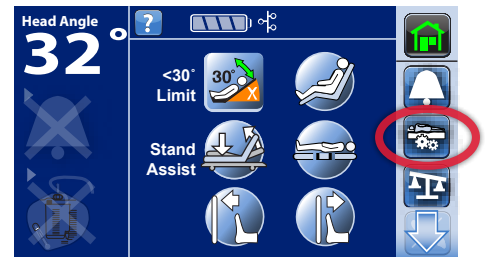 Head Angle
32°
?
<30°
Limit
30°
X
Stand
Assist